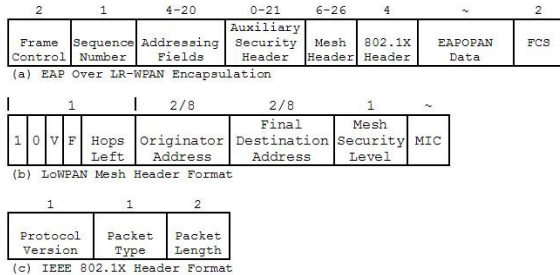 2 1 4-20 0-21 6-26 4 ~ 2
Frame Control Sequence Number Addressing Fields Auxiliary Security Header Mesh Header 802.1X Header EAPOPAN Data FCS
(a) EAP Over LR-WPAN Encapsulation
1 2/8 2/8 1 ~
1 0 V F Hops Left Originator Address Final Destination Address Mesh Security Level MIC
(b) LoWPAN Mesh Header Format
1 1 2
Protocol Version Packet Type Packet Length
(c) IEEE 802.1X Header Format